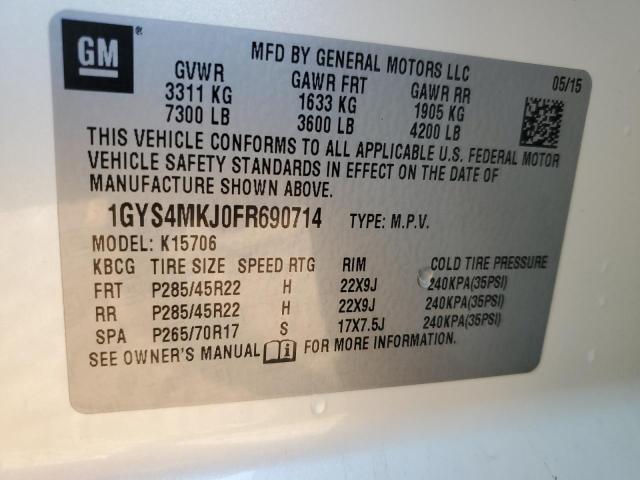 GM
MFD BY GENERAL MOTORS LLC
05/15
GVWR GAWR FRT GAWR RR
3311 KG 1633 KG 1905 KG
7300 LB 3600 LB 4200 LB
THIS VEHICLE CONFORMS TO ALL APPLICABLE U.S. FEDERAL MOTOR
VEHICLE SAFETY STANDARDS IN EFFECT ON THE DATE OF
MANUFACTURE SHOWN ABOVE.
1GYS4MKJ0FR690714 TYPE: M.P.V.
MODEL: K15706
KBCG TIRE SIZE SPEED RTG RIM COLD TIRE PRESSURE
FRT P285/45R22 H 22X9J 240KPA(35PSI)
RR P285/45R22 H 22X9J 240KPA(35PSI)
SPA P265/70R17 S 17X7.5J 240KPA(35PSI)
SEE OWNER'S MANUAL i FOR MORE INFORMATION.